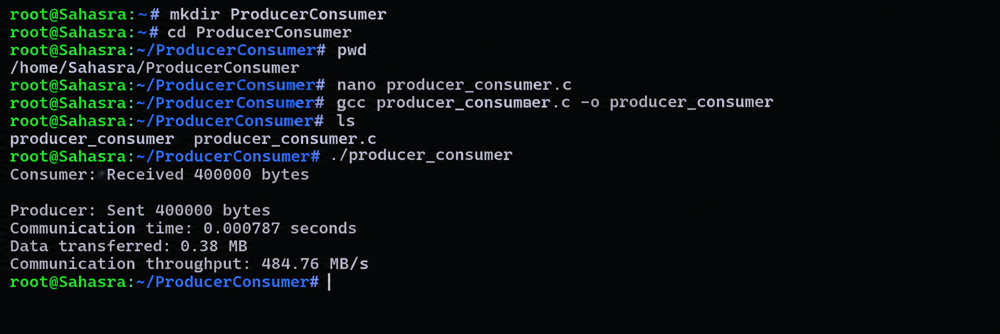 root@Sahasra:~# mkdir ProducerConsumer
root@Sahasra:~# cd ProducerConsumer
root@Sahasra:~/ProducerConsumer# pwd
/home/Sahasra/ProducerConsumer
root@Sahasra:~/ProducerConsumer# nano producer_consumer.c
root@Sahasra:~/ProducerConsumer# gcc producer_consumer.c -o producer_consumer
root@Sahasra:~/ProducerConsumer# ls
producer_consumer  producer_consumer.c
root@Sahasra:~/ProducerConsumer# ./producer_consumer
Consumer: Received 400000 bytes
Producer: Sent 400000 bytes
Communication time: 0.000787 seconds
Data transferred: 0.38 MB
Communication throughput: 484.76 MB/s
root@Sahasra:~/ProducerConsumer#